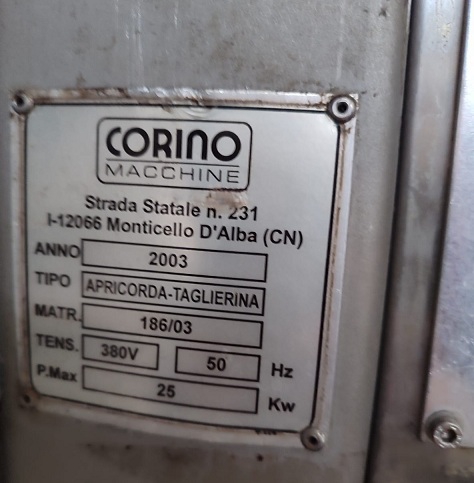 CORINO
MACCHINE
Strada Statale n. 231
I-12066 Monticello D'Alba (CN)
ANNO 2003
TIPO APRICORDA-TAGLIERINA
MATR. 186/03
TENS. 380V 50 Hz
P.Max 25 Kw